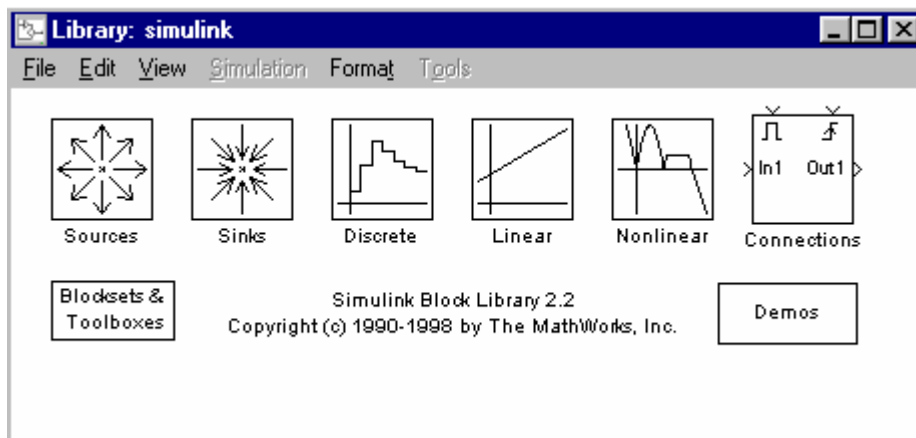 Library: simulink
File Edit View Simulation Format Tools
In1 Out1
Sources Sinks Discrete Linear Nonlinear Connections
Blocksets &
Toolboxes
Simulink Block Library 2.2
Copyright (c) 1990-1998 by The MathWorks, Inc.
Demos